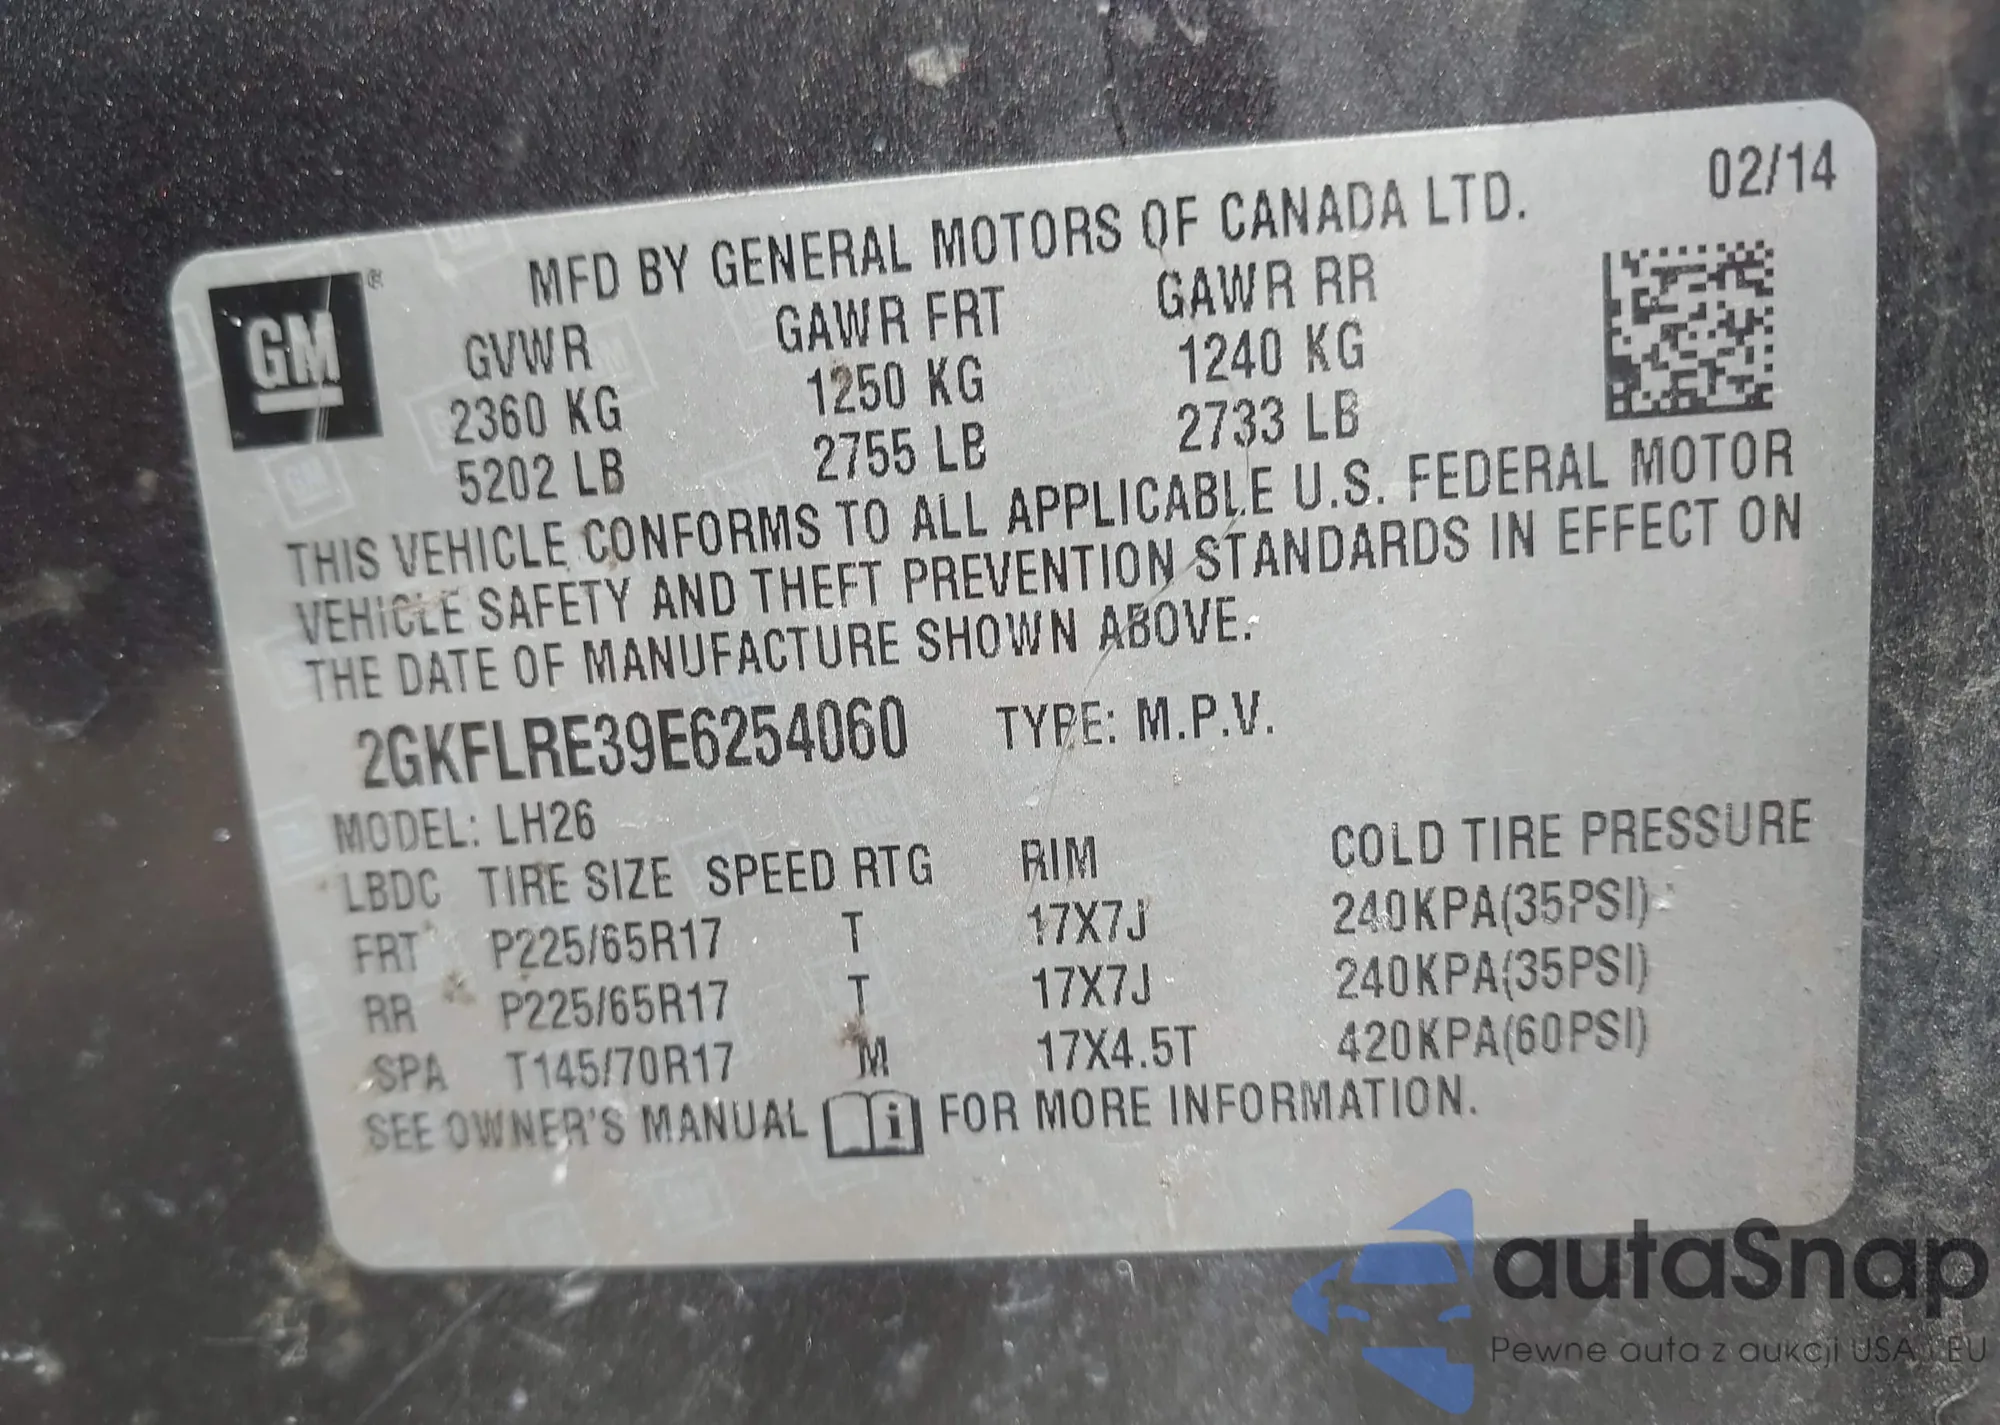 02/14
MFD BY GENERAL MOTORS OF CANADA LTD.
GM ®
GVWR GAWR FRT GAWR RR
2360 KG 1250 KG 1240 KG
5202 LB 2755 LB 2733 LB
THIS VEHICLE CONFORMS TO ALL APPLICABLE U.S. FEDERAL MOTOR
VEHICLE SAFETY AND THEFT PREVENTION STANDARDS IN EFFECT ON
THE DATE OF MANUFACTURE SHOWN ABOVE.
2GKFLRE39E6254060 TYPE: M.P.V.
MODEL: LH26
LBDC TIRE SIZE SPEED RTG RIM COLD TIRE PRESSURE
FRT P225/65R17 T 17X7J 240KPA(35PSI)
RR P225/65R17 T 17X7J 240KPA(35PSI)
SPA T145/70R17 M 17X4.5T 420KPA(60PSI)
SEE OWNER'S MANUAL i FOR MORE INFORMATION.
autaSnap
Pewne auta z aukcji USA i EU